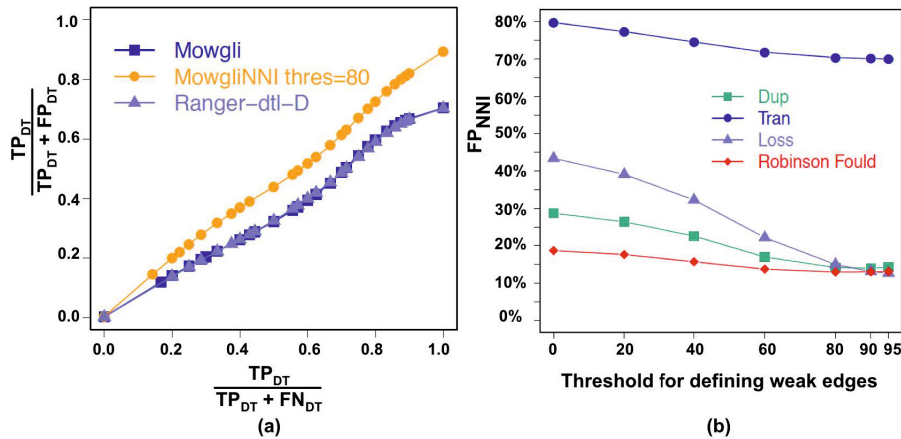 (a)
1.0
0.8
0.6
0.4
0.2
0.0
TP_DT
TP_DT + FP_DT
Mowgli
MowgliNNI thres=80
Ranger-dtl-D
0.0 0.2 0.4 0.6 0.8 1.0
TP_DT
TP_DT + FN_DT
(a)
80%
70%
60%
80%
50%
40%
30%
20%
10%
0%
FP_NNI
Dup
Tran
Loss
Robinson Fould
0 20 40 60 80 90 95
Threshold for defining weak edges
(b)